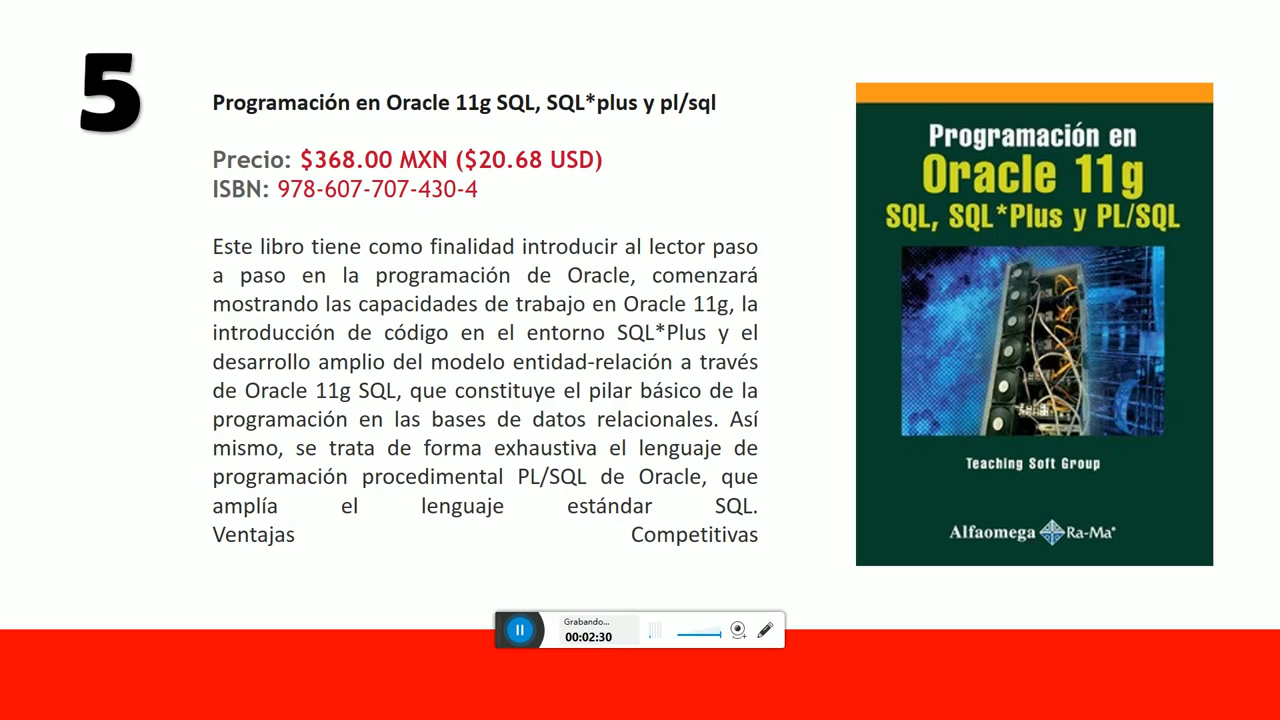 5
Programación en Oracle 11g SQL, SQL*plus y pl/sql
Precio: $368.00 MXN ($20.68 USD)
ISBN: 978-607-707-430-4
Este libro tiene como finalidad introducir al lector paso
a paso en la programación de Oracle, comenzará
mostrando las capacidades de trabajo en Oracle 11g, la
introducción de código en el entorno SQL*Plus y el
desarrollo amplio del modelo entidad-relación a través
de Oracle 11g SQL, que constituye el pilar básico de la
programación en las bases de datos relacionales. Así
mismo, se trata de forma exhaustiva el lenguaje de
programación procedimental PL/SQL de Oracle, que
amplía el lenguaje estándar SQL.
Ventajas Competitivas
Programación en
Oracle 11g
SQL, SQL*Plus y PL/SQL
Teaching Soft Group
Alfaomega Ra-Ma®
Grabando...
00:02:30